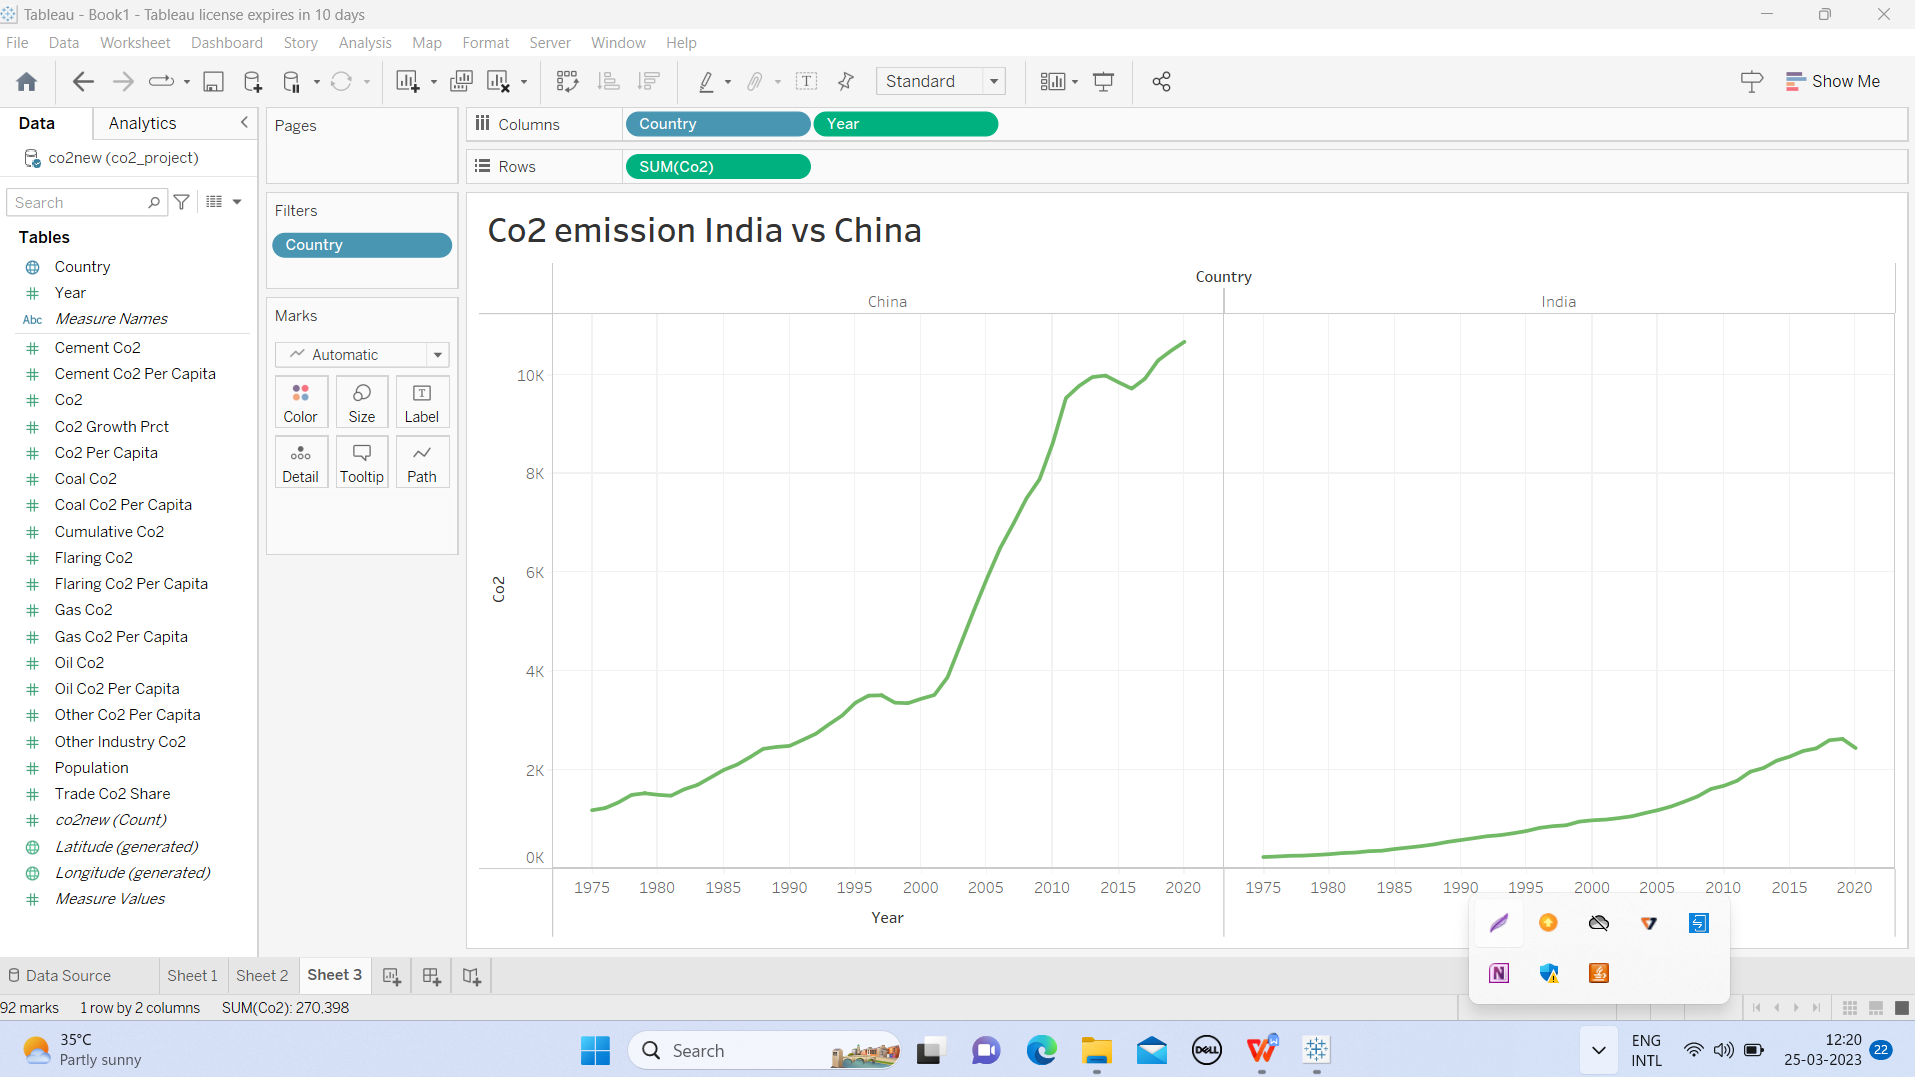 Tableau - Book1 - Tableau license expires in 10 days
File Data Worksheet Dashboard Story Analysis Map Format Server Window Help
Standard
Show Me
Data Analytics
co2new (co2_project)
Search
Tables
Country
Year
Abc Measure Names
Cement Co2
Cement Co2 Per Capita
Co2
Co2 Growth Prct
Co2 Per Capita
Coal Co2
Coal Co2 Per Capita
Cumulative Co2
Flaring Co2
Flaring Co2 Per Capita
Gas Co2
Gas Co2 Per Capita
Oil Co2
Oil Co2 Per Capita
Other Co2 Per Capita
Other Industry Co2
Population
Trade Co2 Share
co2new (Count)
Latitude (generated)
Longitude (generated)
Measure Values
Pages
Filters
Country
Marks
Automatic
Color Size Label
Detail Tooltip Path
Columns Country Year
Rows SUM(Co2)
Co2 emission India vs China
Country
China India
10K
8K
6K
4K
2K
0K
Co2
1975 1980 1985 1990 1995 2000 2005 2010 2015 2020 1975 1980 1985 1990 1995 2000 2005 2010 2015 2020
Year
Data Source Sheet 1 Sheet 2 Sheet 3
92 marks 1 row by 2 columns SUM(Co2): 270,398
35°C
Partly sunny
Search
DELL
ENG
INTL
12:20
25-03-2023
22